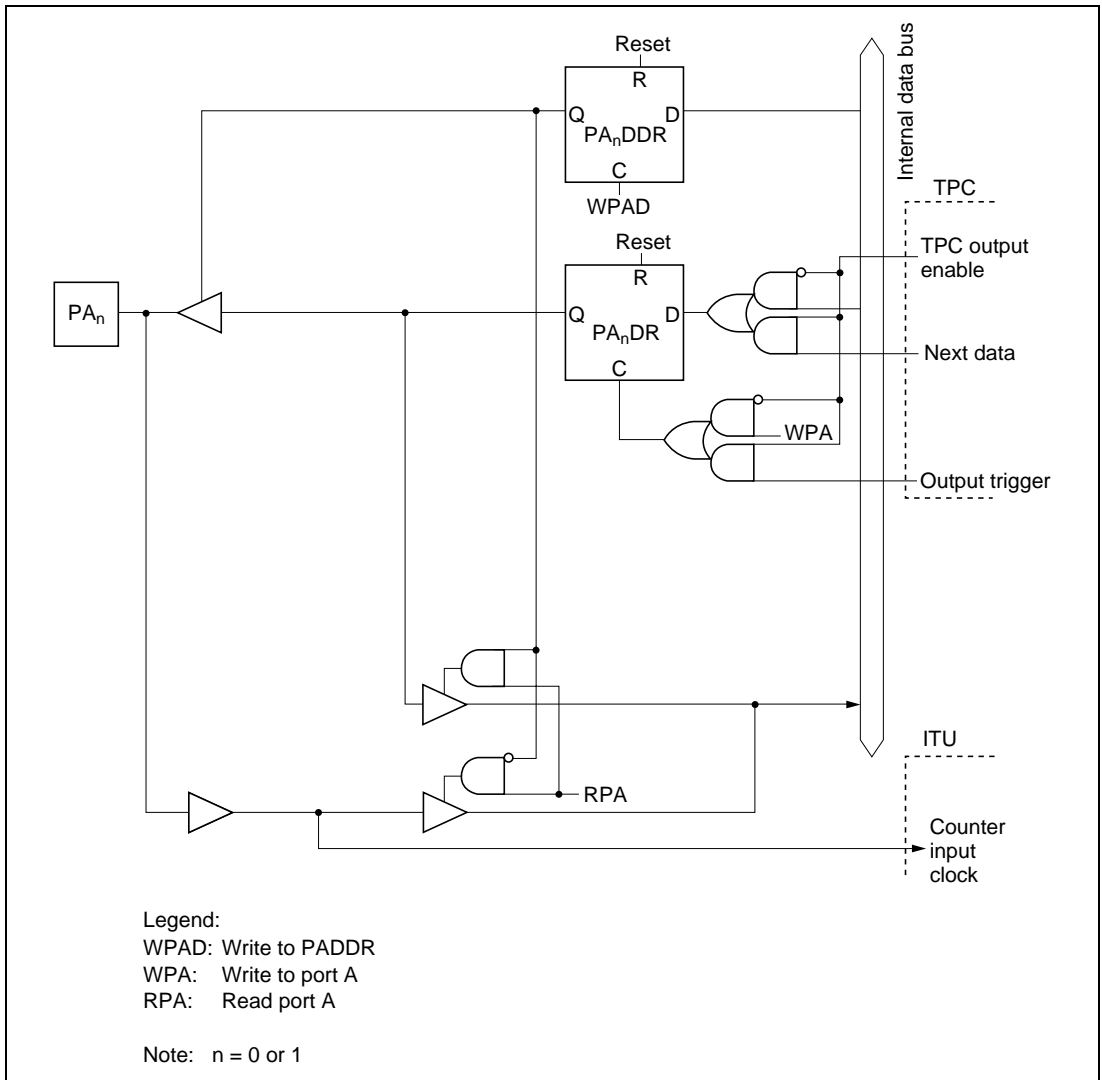 Reset
R
Q
D
PAnDDR
C
WPAD
Internal data bus
TPC
TPC output
enable
Reset
R
PAn
Q
D
PAnDR
C
Next data
WPA
Output trigger
ITU
RPA
Counter
input
clock
Legend:
WPAD: Write to PADDR
WPA: Write to port A
RPA: Read port A
Note: n = 0 or 1